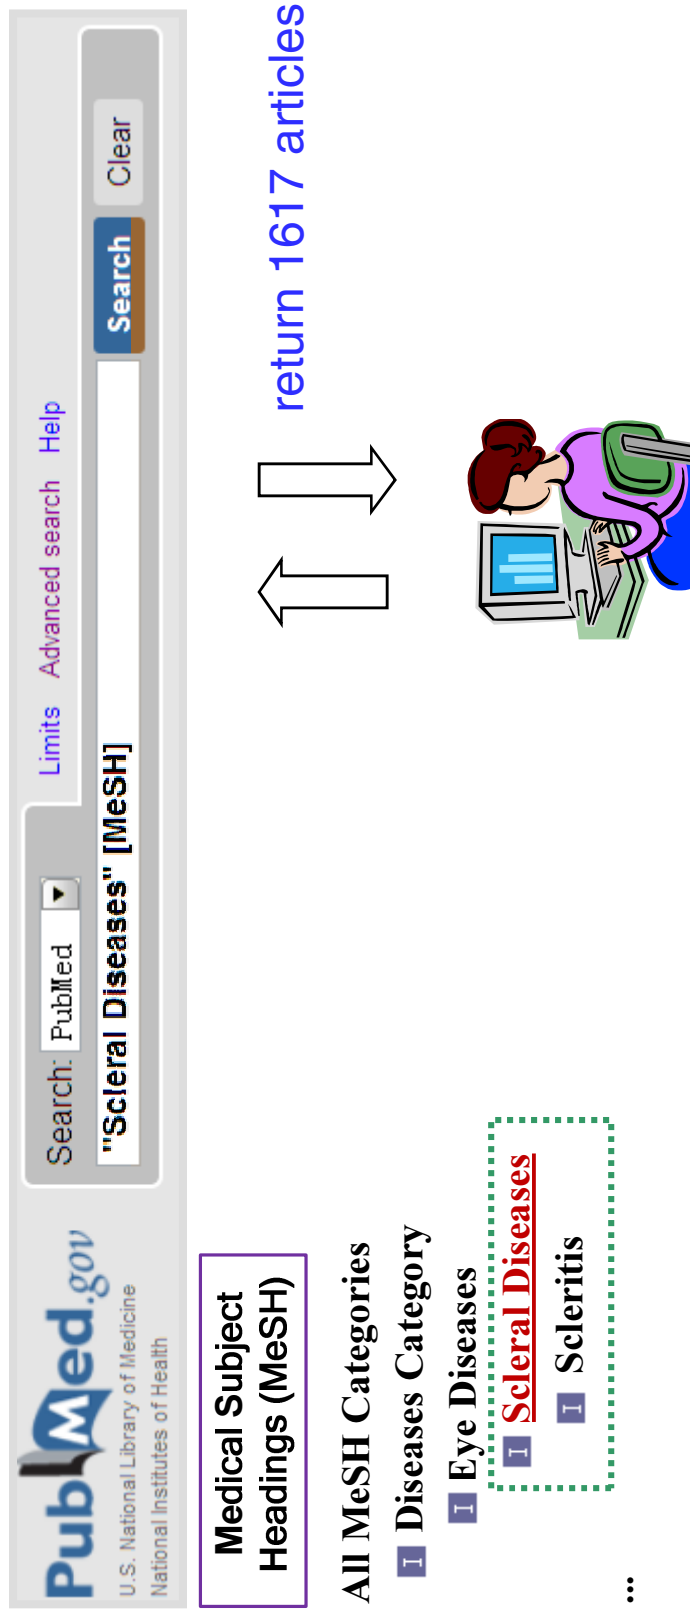 PubMed.gov
U.S. National Library of Medicine
National Institutes of Health
Search: PubMed
Limits Advanced search Help
"Scleral Diseases" [MeSH]
Search Clear
Medical Subject
Headings (MeSH)
return 1617 articles
All MeSH Categories
I Diseases Category
I Eye Diseases
I Scleral Diseases
I Scleritis
...